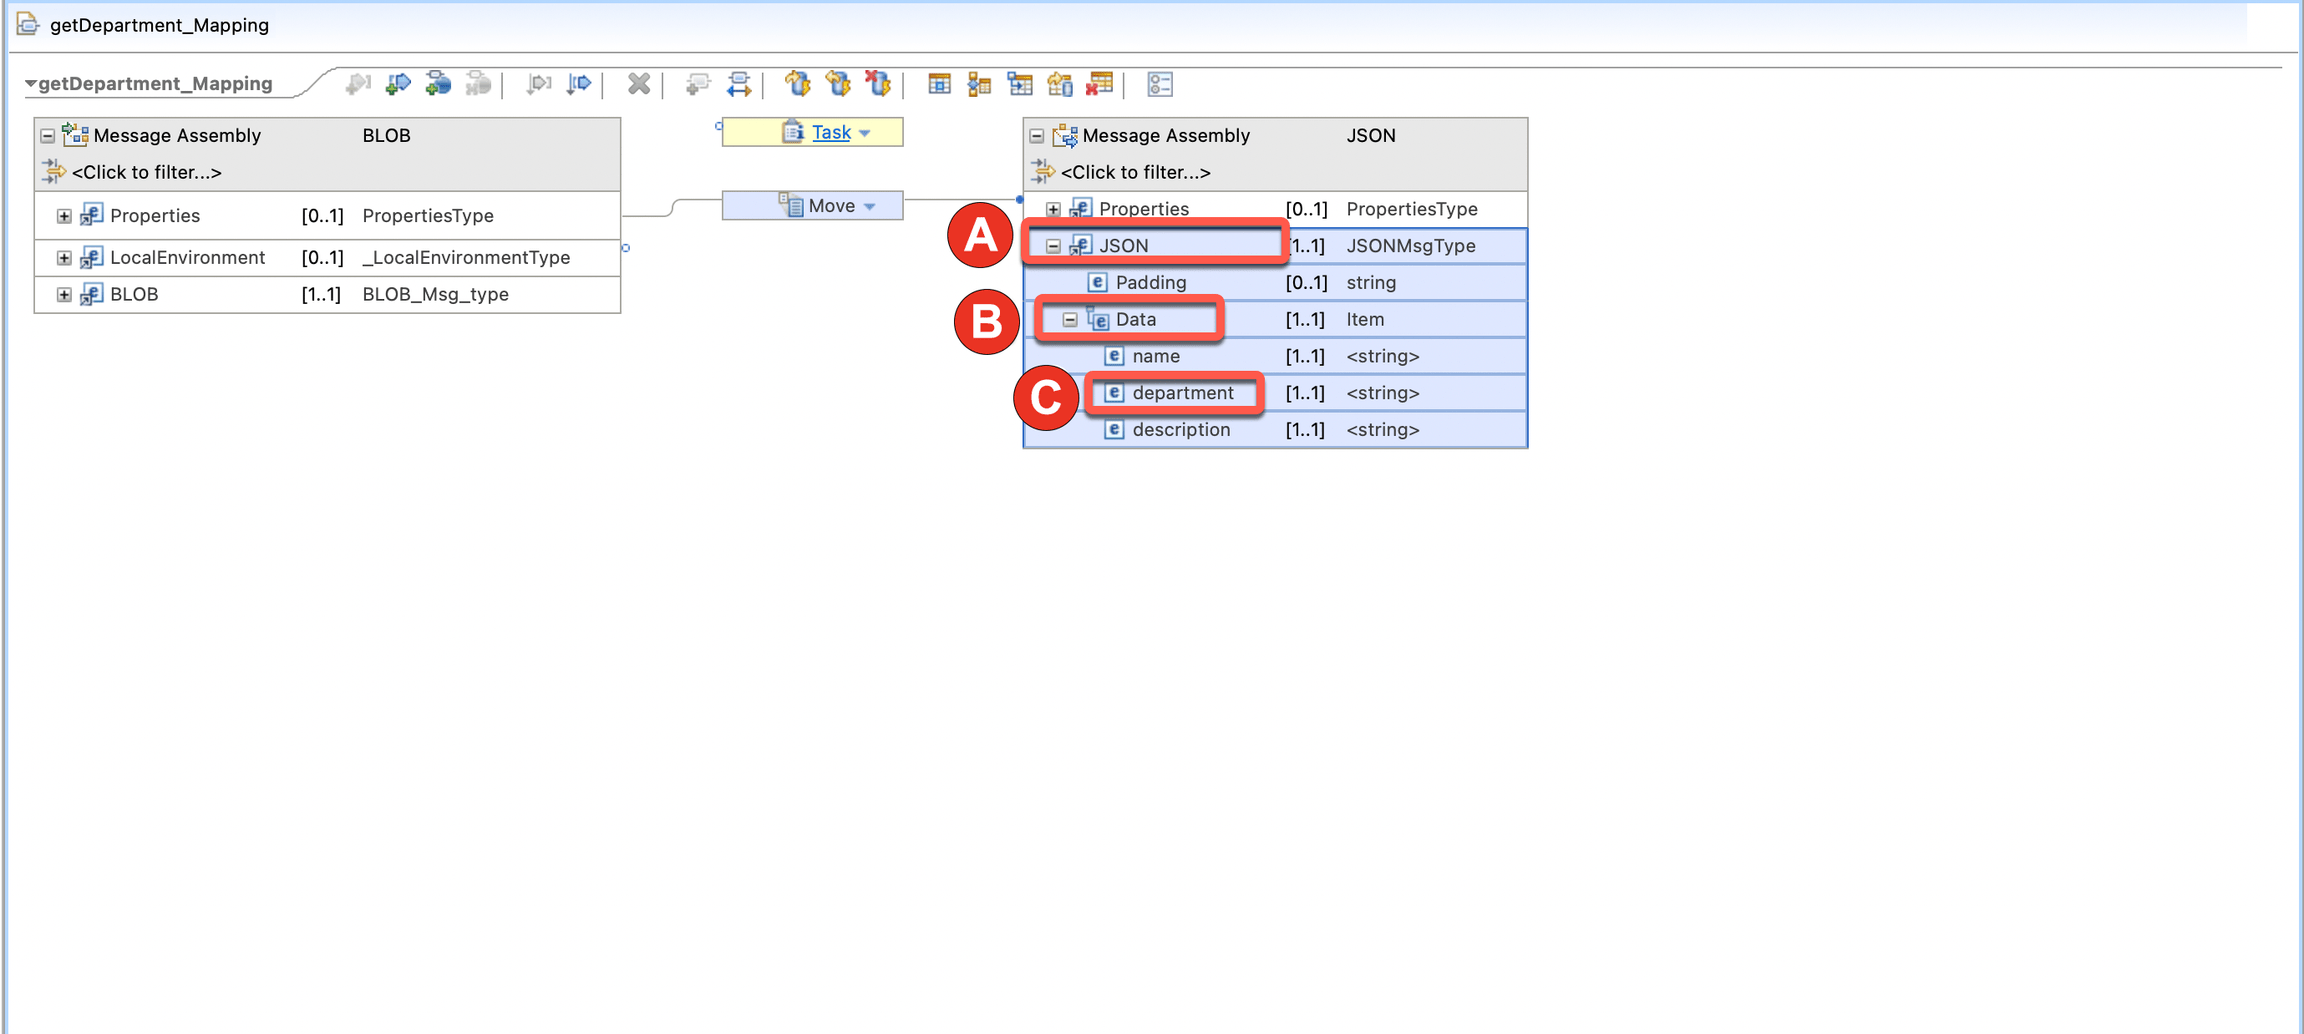 getDepartment_Mapping
getDepartment_Mapping
Message Assembly BLOB
<Click to filter...>
Properties [0..1] PropertiesType
LocalEnvironment [0..1] _LocalEnvironmentType
BLOB [1..1] BLOB_Msg_type
Task
Move
Message Assembly JSON
<Click to filter...>
Properties [0..1] PropertiesType
A JSON [1..1] JSONMsgType
Padding [0..1] string
B Data [1..1] Item
name [1..1] <string>
C department [1..1] <string>
description [1..1] <string>